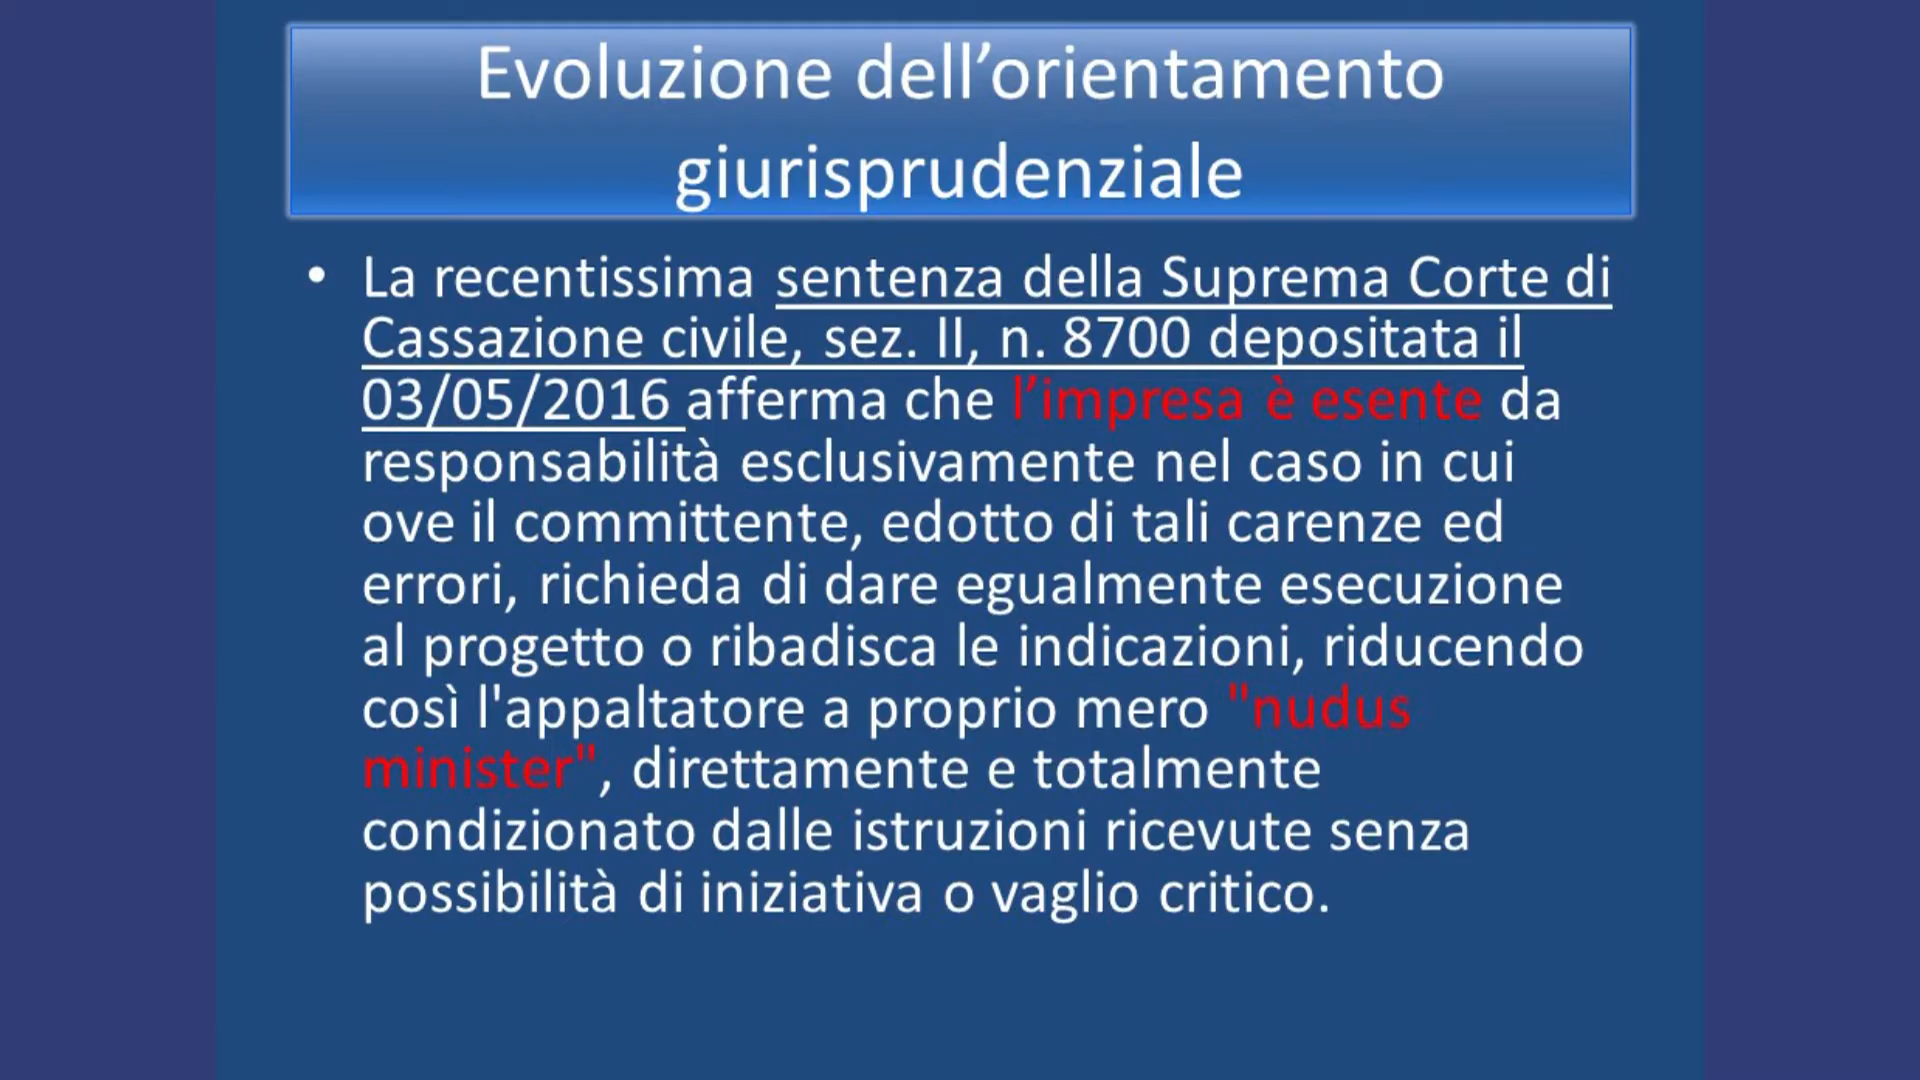 Evoluzione dell’orientamento
giurisprudenziale
• La recentissima sentenza della Suprema Corte di
Cassazione civile, sez. II, n. 8700 depositata il
03/05/2016 afferma che l’impresa è esente da
responsabilità esclusivamente nel caso in cui
ove il committente, edotto di tali carenze ed
errori, richieda di dare egualmente esecuzione
al progetto o ribadisca le indicazioni, riducendo
così l'appaltatore a proprio mero "nudus
minister", direttamente e totalmente
condizionato dalle istruzioni ricevute senza
possibilità di iniziativa o vaglio critico.